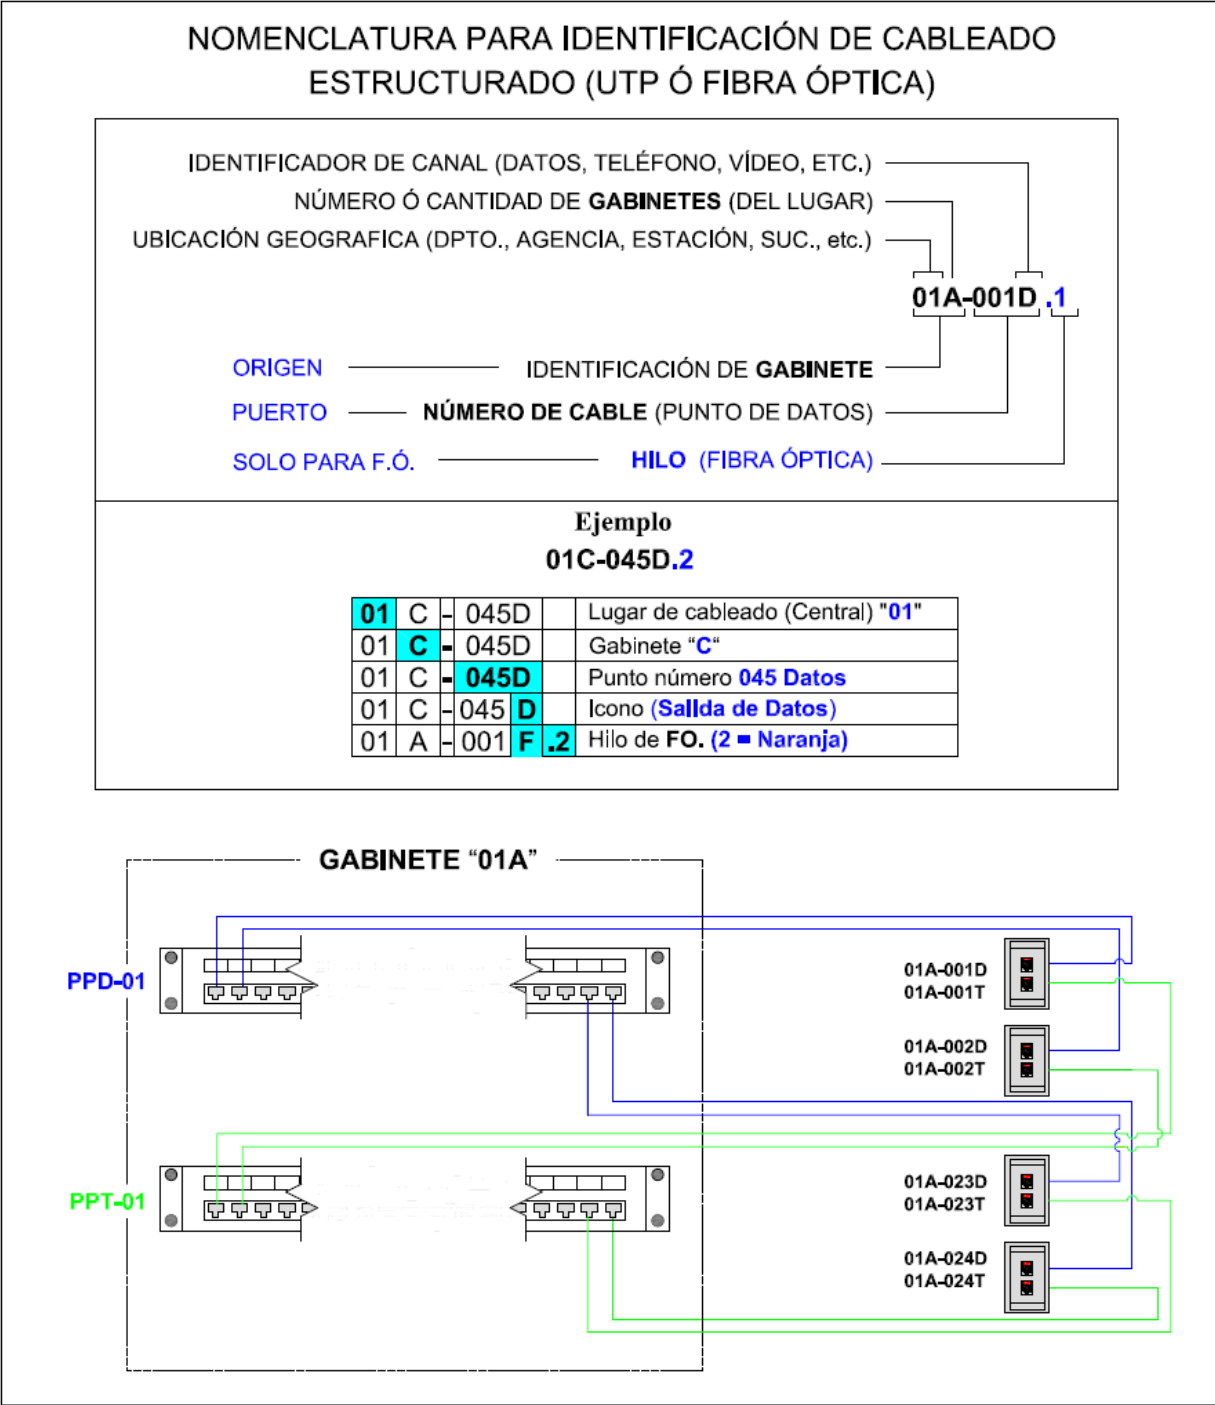 NOMENCLATURA PARA IDENTIFICACIÓN DE CABLEADO
ESTRUCTURADO (UTP Ó FIBRA ÓPTICA)
IDENTIFICADOR DE CANAL (DATOS, TELÉFONO, VÍDEO, ETC.)
NÚMERO Ó CANTIDAD DE GABINETES (DEL LUGAR)
UBICACIÓN GEOGRAFICA (DPTO., AGENCIA, ESTACIÓN, SUC., etc.)
01A-001D .1
ORIGEN IDENTIFICACIÓN DE GABINETE
PUERTO NÚMERO DE CABLE (PUNTO DE DATOS)
SOLO PARA F.Ó. HILO (FIBRA ÓPTICA)
Ejemplo
01C-045D.2
01 C - 045D Lugar de cableado (Central) "01"
01 C - 045D Gabinete “C“
01 C - 045D Punto número 045 Datos
01 C - 045 D Icono (Salida de Datos)
01 A - 001 F .2 Hilo de FO. (2 = Naranja)
GABINETE “01A”
PPD-01
01A-001D
01A-001T
01A-002D
01A-002T
PPT-01
01A-023D
01A-023T
01A-024D
01A-024T